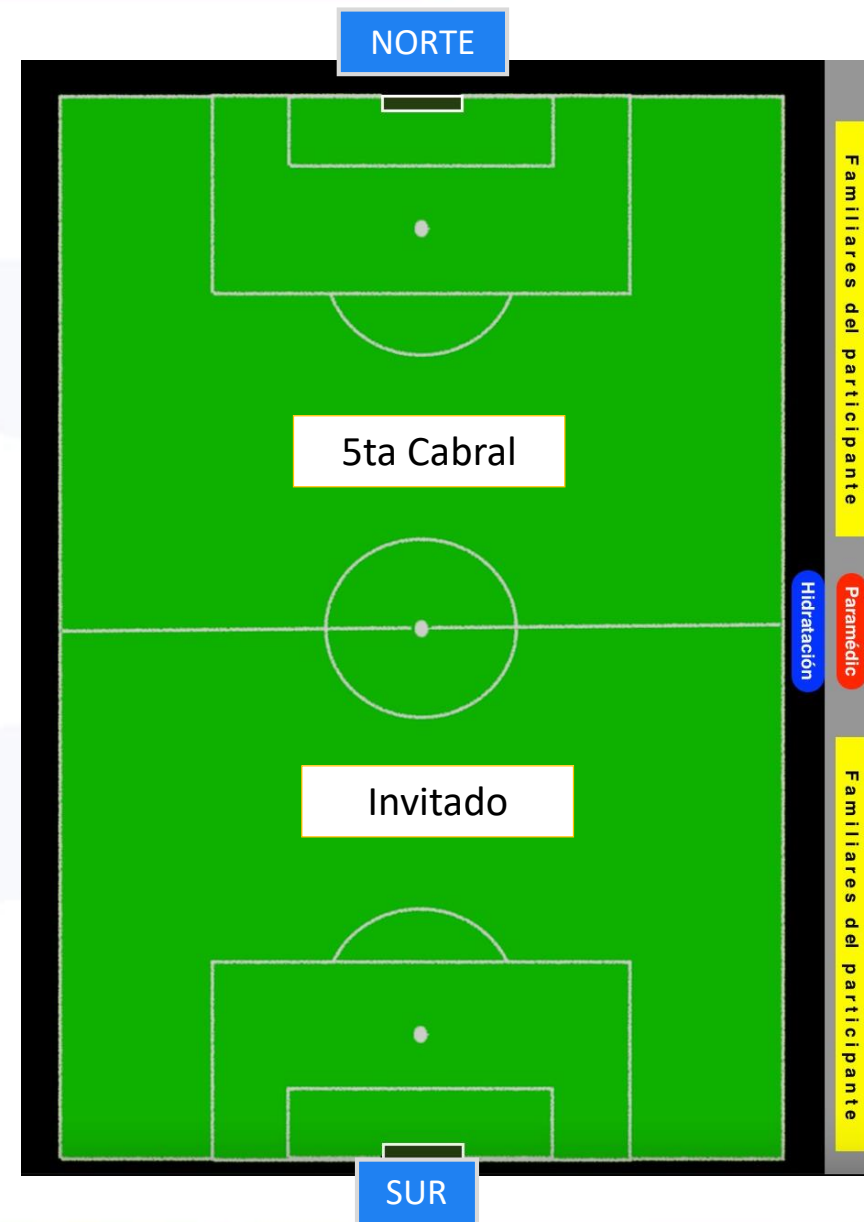 NORTE
Familiares del participante
5ta Cabral
Hidratación
Paramédic
Invitado
Familiares del participante
SUR